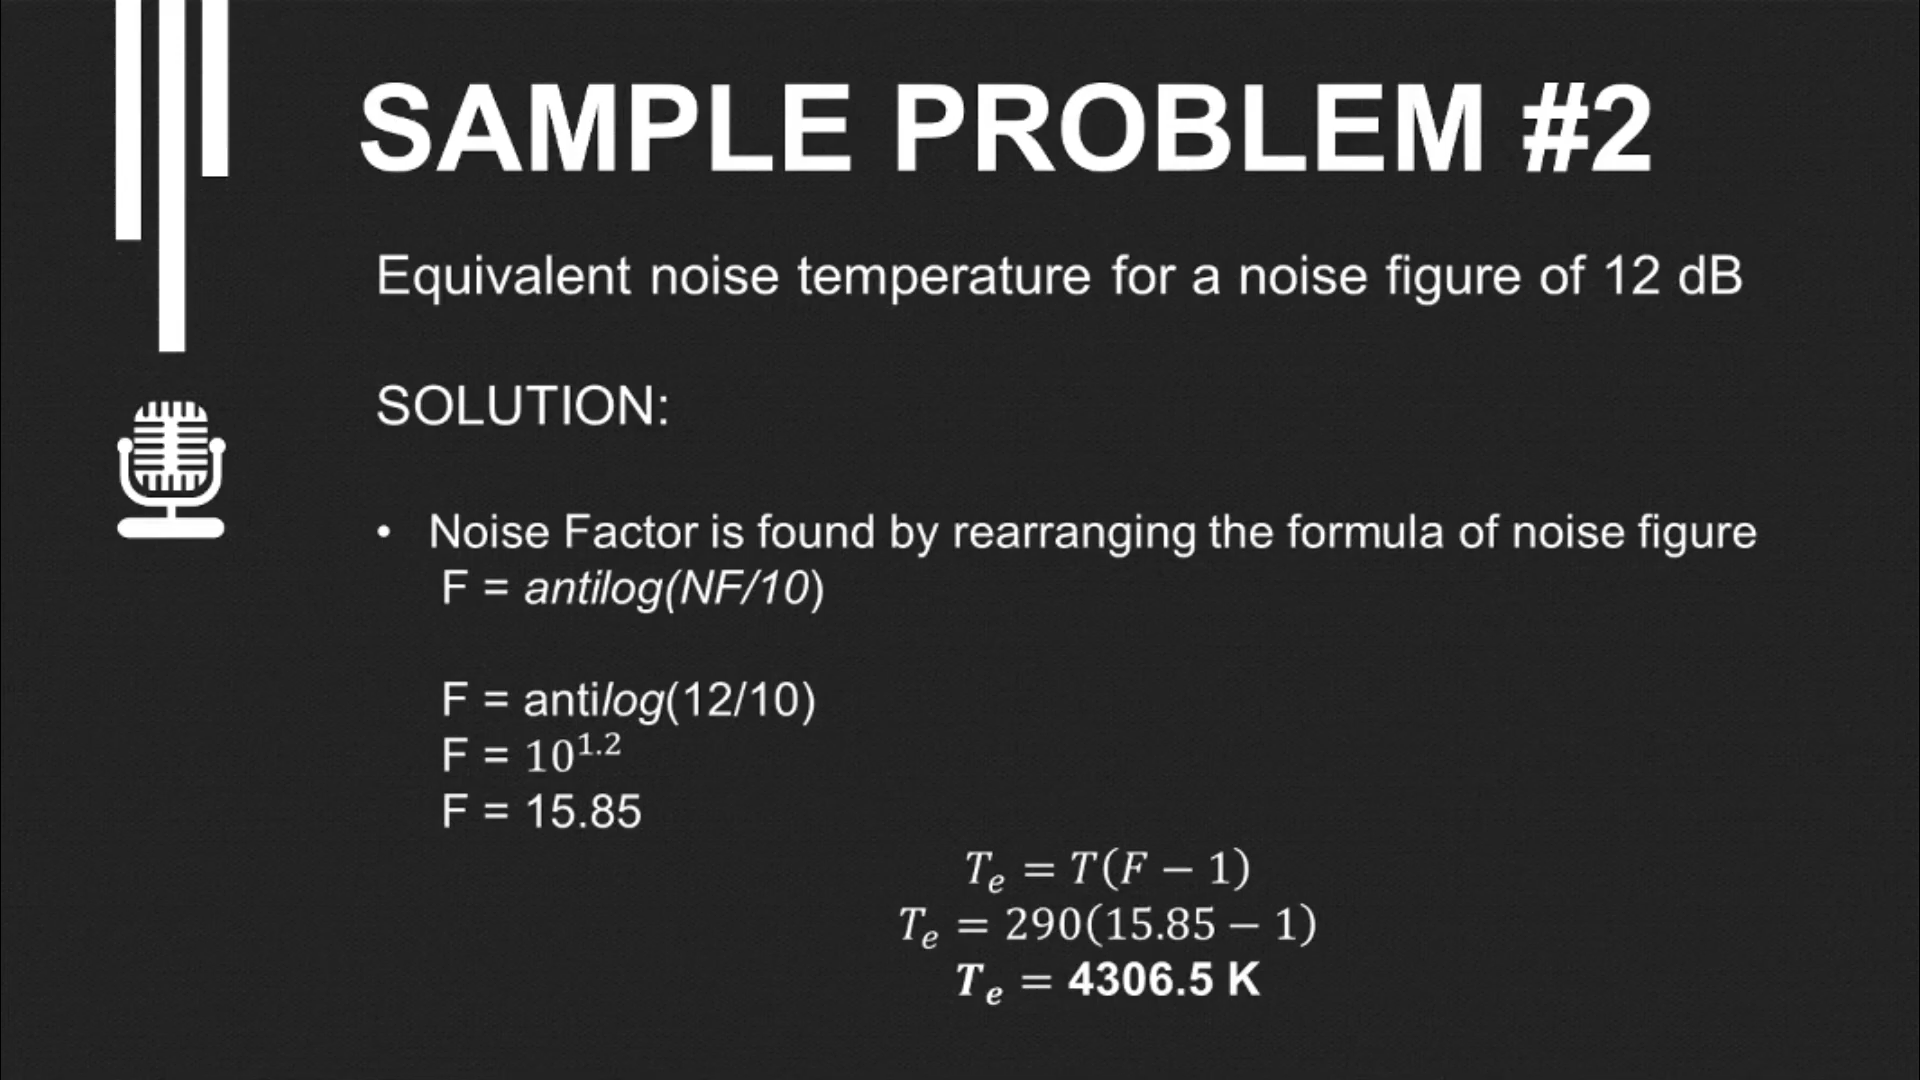 SAMPLE PROBLEM #2
Equivalent noise temperature for a noise figure of 12 dB
SOLUTION:
• Noise Factor is found by rearranging the formula of noise figure
F = antilog(NF/10)
F = antilog(12/10)
F = 10^1.2
F = 15.85
T_e = T(F − 1)
T_e = 290(15.85 − 1)
T_e = 4306.5 K